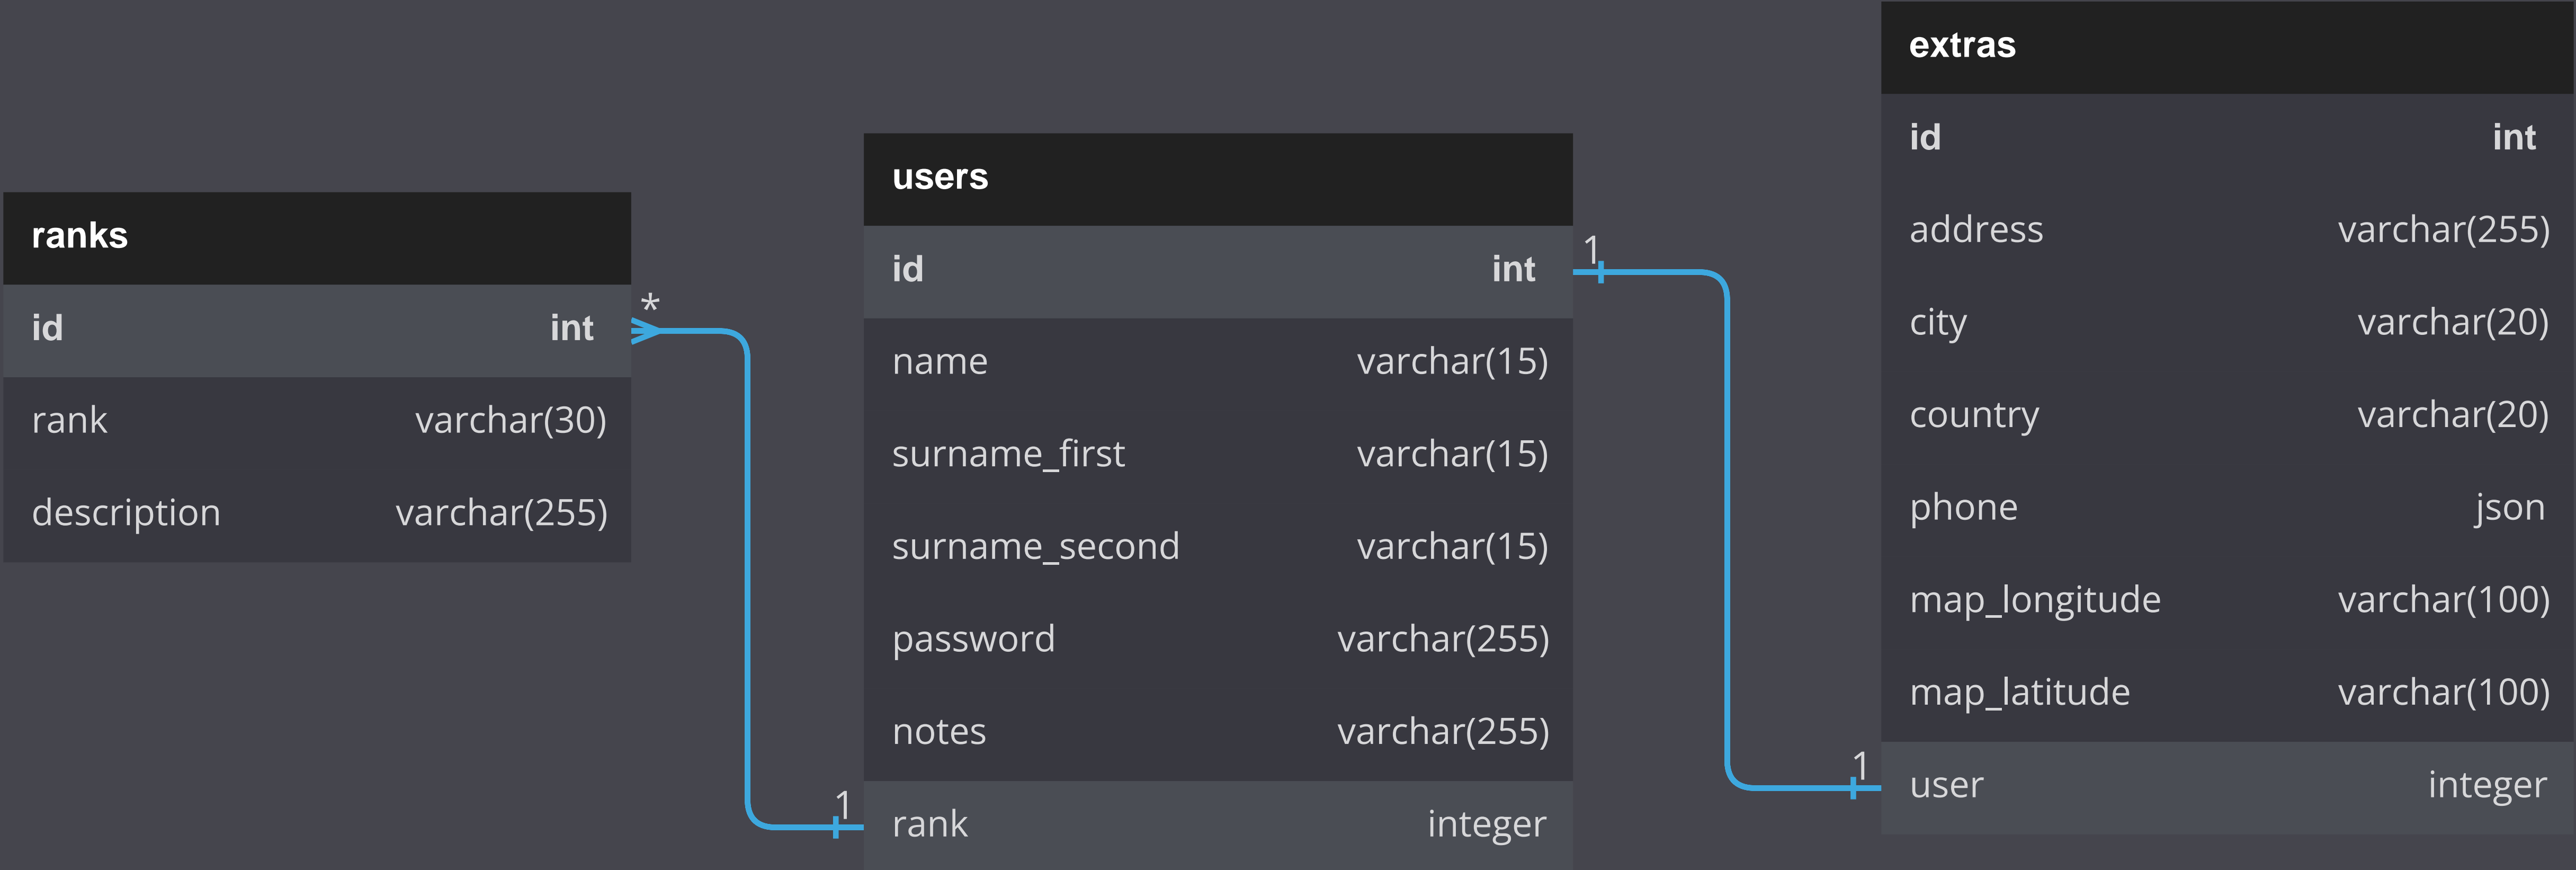 ranks
id int
rank varchar(30)
description varchar(255)
*
1
users
id int
name varchar(15)
surname_first varchar(15)
surname_second varchar(15)
password varchar(255)
notes varchar(255)
rank integer
1
1
extras
id int
address varchar(255)
city varchar(20)
country varchar(20)
phone json
map_longitude varchar(100)
map_latitude varchar(100)
user integer